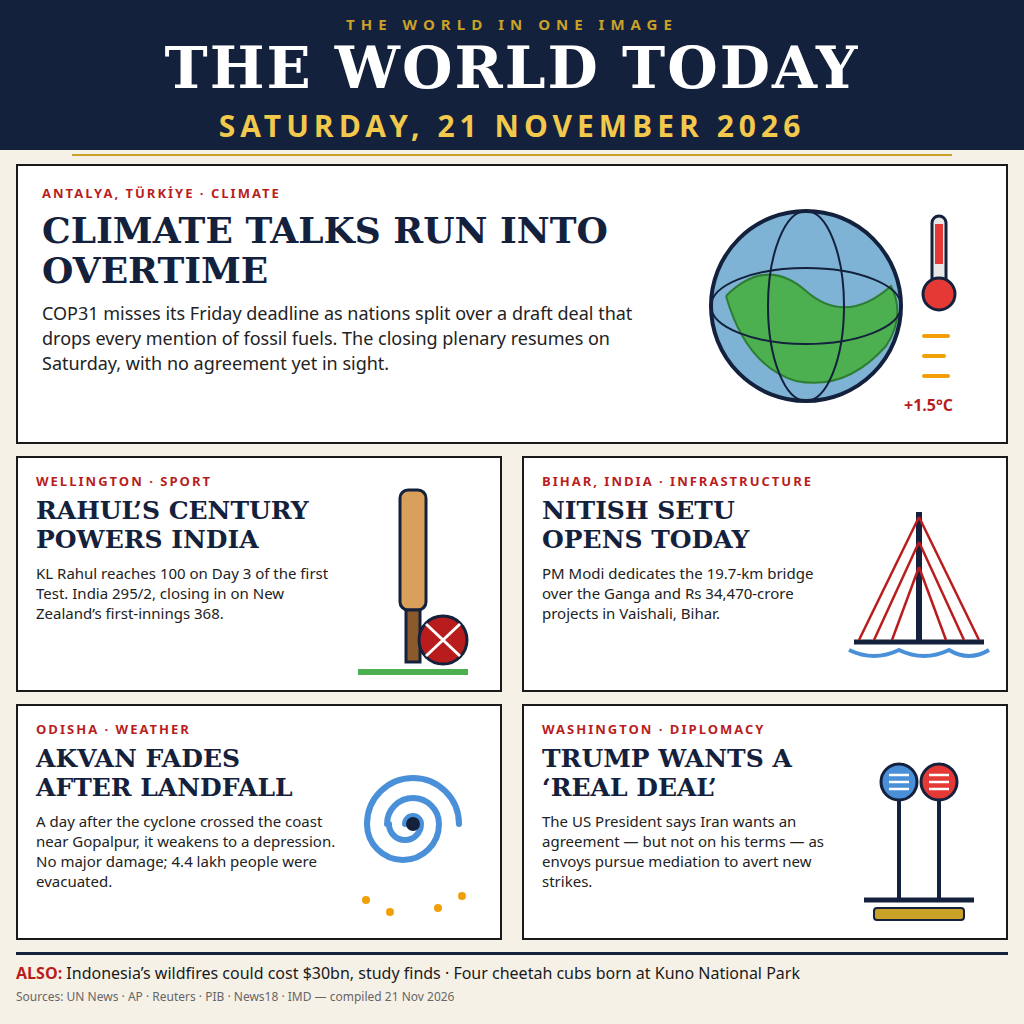 THE WORLD IN ONE IMAGE
THE WORLD TODAY
SATURDAY, 21 NOVEMBER 2026
ANTALYA, TÜRKİYE · CLIMATE
CLIMATE TALKS RUN INTO
OVERTIME
COP31 misses its Friday deadline as nations split over a draft deal that
drops every mention of fossil fuels. The closing plenary resumes on
Saturday, with no agreement yet in sight.
+1.5°C
WELLINGTON · SPORT
RAHUL’S CENTURY
POWERS INDIA
KL Rahul reaches 100 on Day 3 of the first
Test. India 295/2, closing in on New
Zealand’s first-innings 368.
BIHAR, INDIA · INFRASTRUCTURE
NITISH SETU
OPENS TODAY
PM Modi dedicates the 19.7-km bridge
over the Ganga and Rs 34,470-crore
projects in Vaishali, Bihar.
ODISHA · WEATHER
AKVAN FADES
AFTER LANDFALL
A day after the cyclone crossed the coast
near Gopalpur, it weakens to a depression.
No major damage; 4.4 lakh people were
evacuated.
WASHINGTON · DIPLOMACY
TRUMP WANTS A
‘REAL DEAL’
The US President says Iran wants an
agreement — but not on his terms — as
envoys pursue mediation to avert new
strikes.
ALSO: Indonesia’s wildfires could cost $30bn, study finds · Four cheetah cubs born at Kuno National Park
Sources: UN News · AP · Reuters · PIB · News18 · IMD — compiled 21 Nov 2026